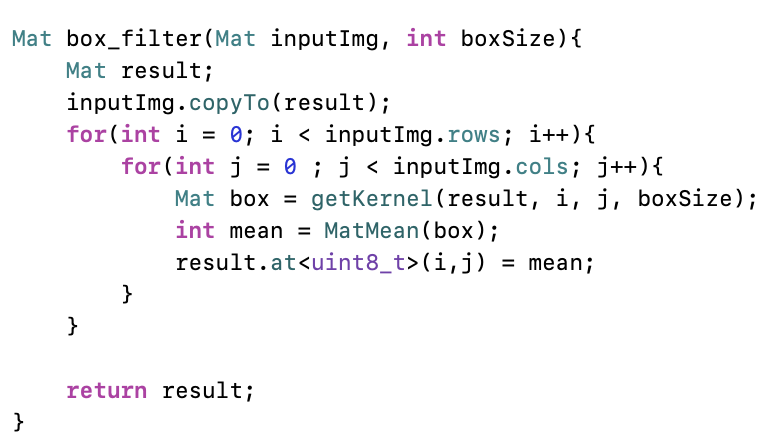 Mat box_filter(Mat inputImg, int boxSize){
    Mat result;
    inputImg.copyTo(result);
    for(int i = 0; i < inputImg.rows; i++){
        for(int j = 0 ; j < inputImg.cols; j++){
            Mat box = getKernel(result, i, j, boxSize);
            int mean = MatMean(box);
            result.at<uint8_t>(i,j) = mean;
        }
    }

    return result;
}